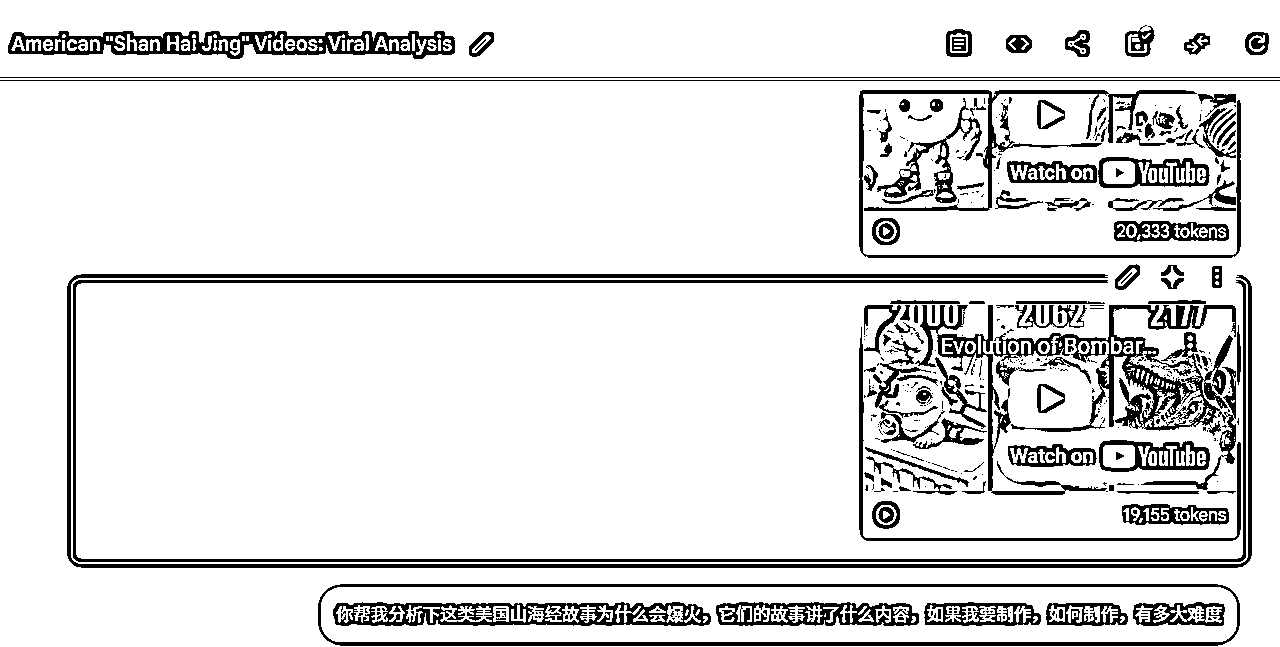 American "Shan Hai Jing" Videos: Viral Analysis
Watch on YouTube
20,333 tokens
2000 2062 2177
Evolution of Bombar...
Watch on YouTube
19,155 tokens
你帮我分析下这类美国山海经故事为什么会爆火，它们的故事讲了什么内容，如果我要制作，如何制作，有多大难度